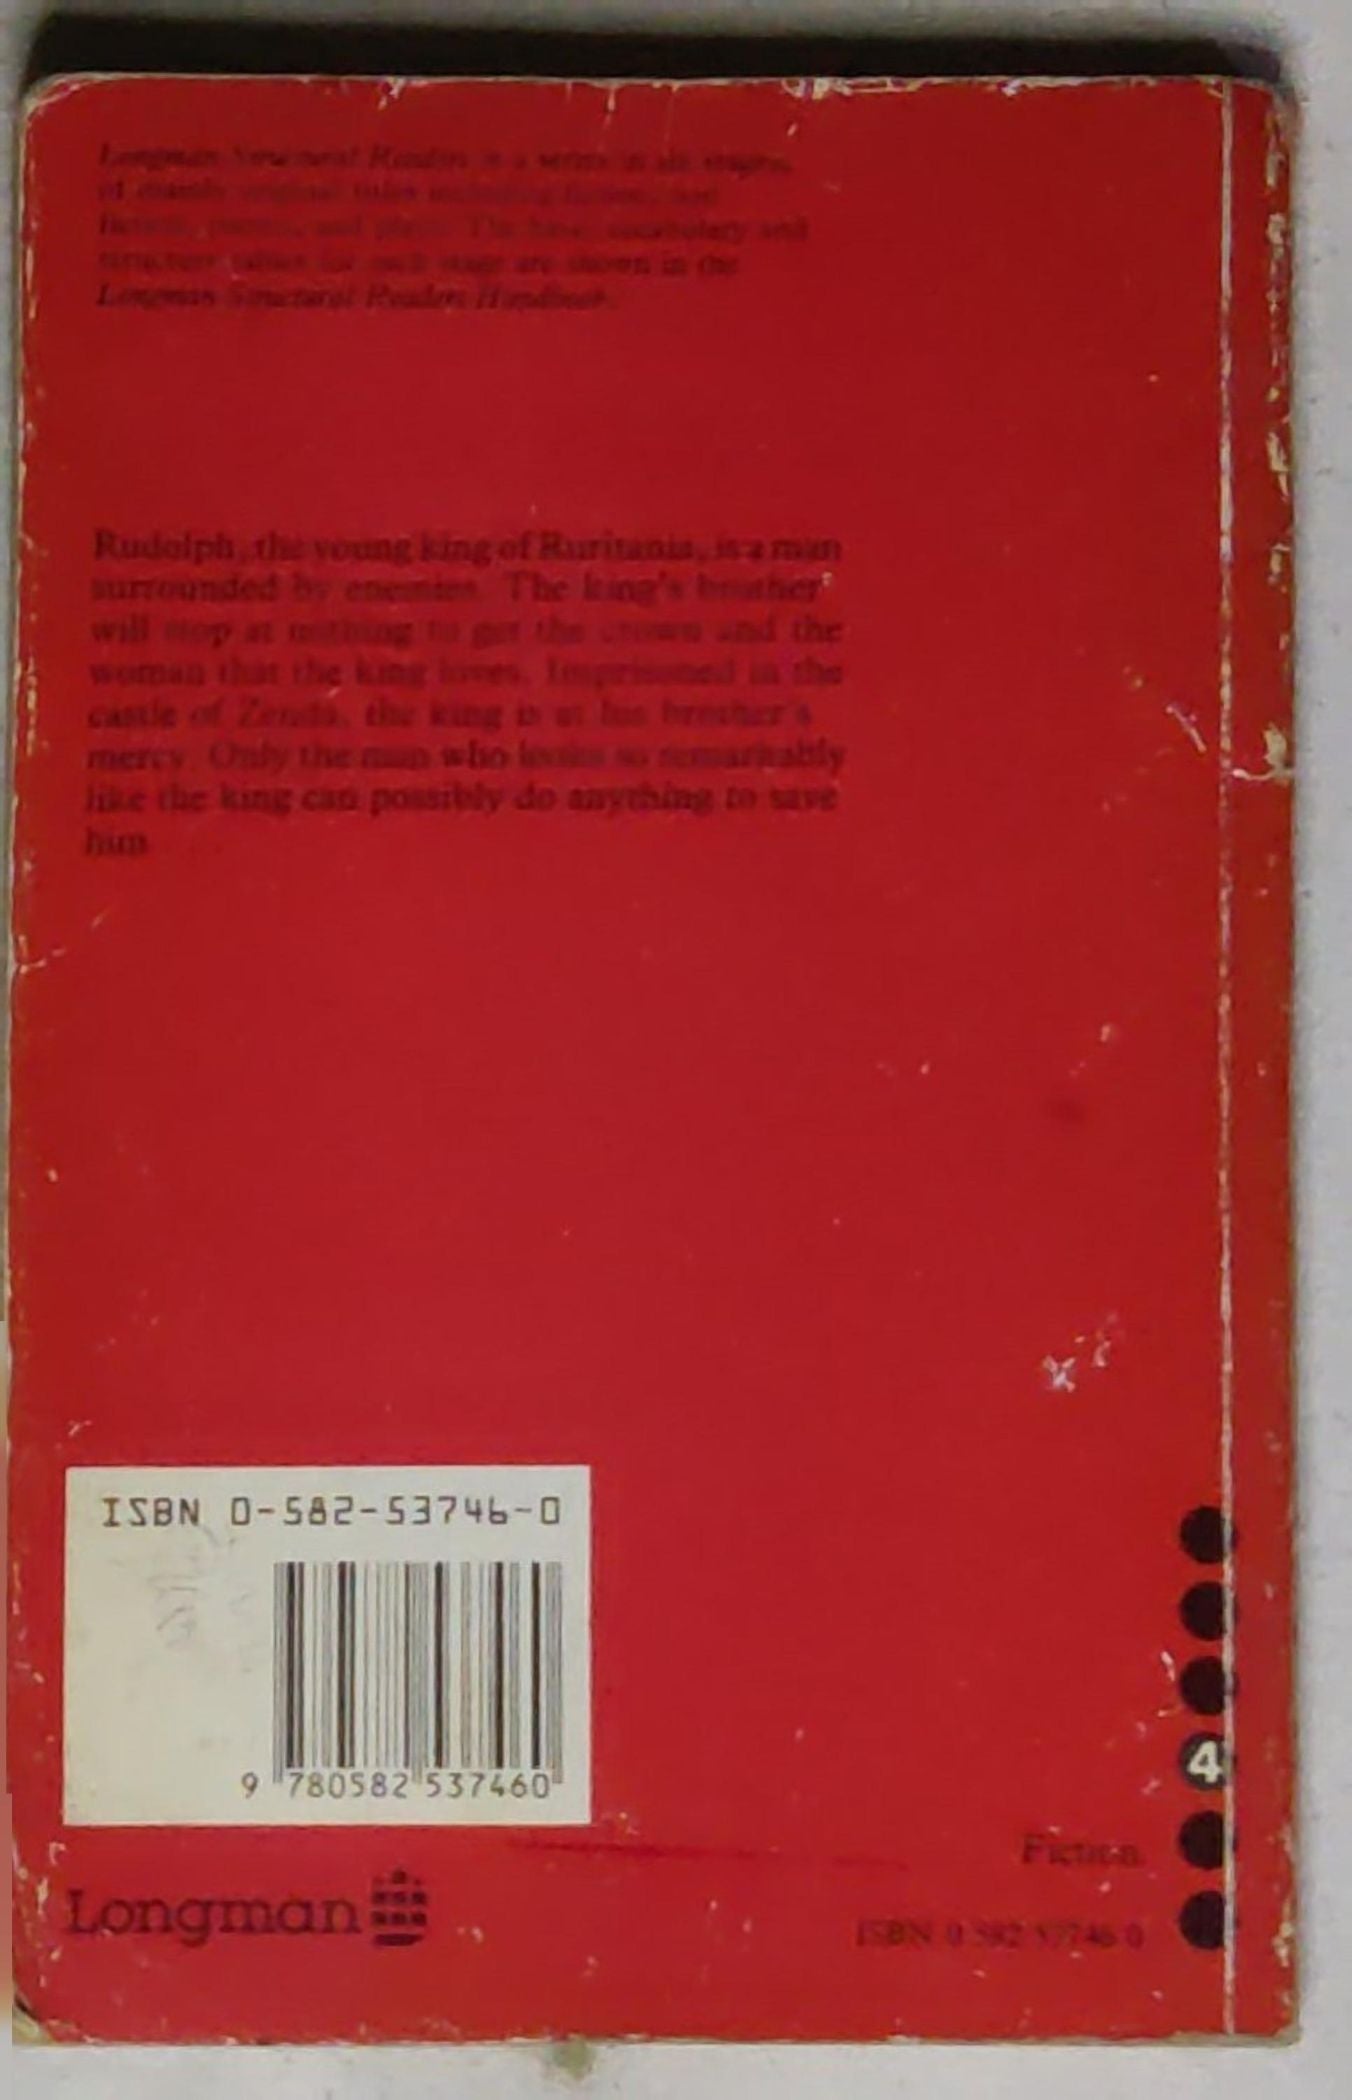 Longman Structural Readers is a series in six stages,
of mainly original titles including fiction, non-
fiction, poetry, and plays. The basic vocabulary and
structure tables for each stage are shown in the
Longman Structural Readers Handbook.
Rudolph, the young king of Ruritania, is a man
surrounded by enemies. The king's brother
will stop at nothing to get the crown and the
woman that the king loves. Imprisoned in the
castle of Zenda, the king is at his brother's
mercy. Only the man who looks so remarkably
like the king can possibly do anything to save
him . . .
ISBN 0-582-53746-0
9 780582 537460
4
Fiction
Longman
ISBN 0 582 53746 0